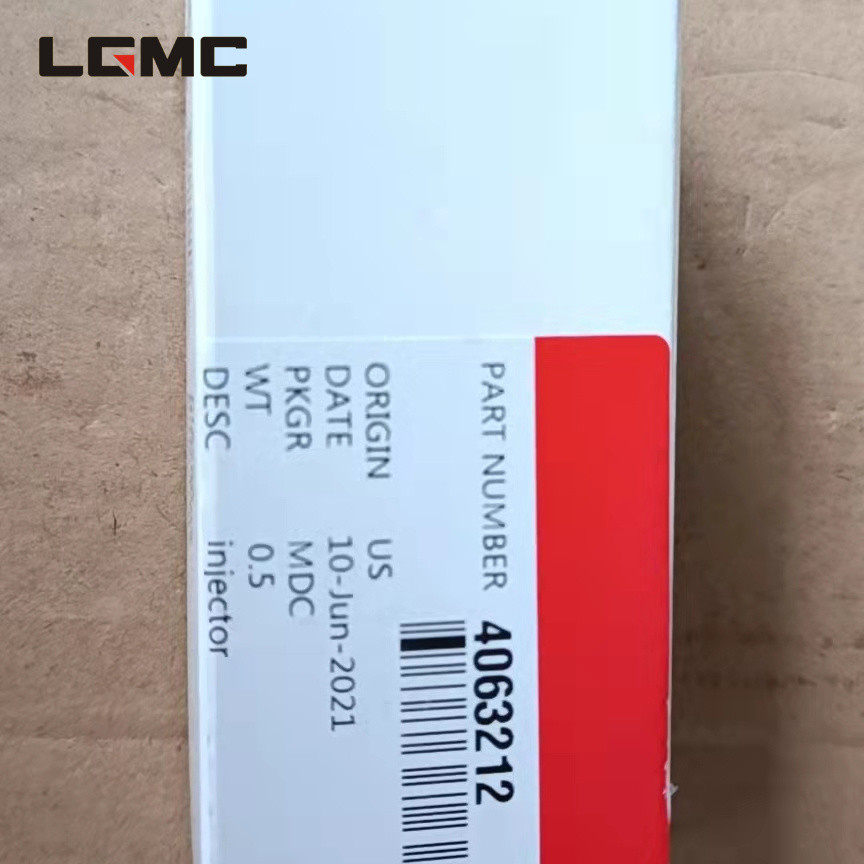 LGMC
PART NUMBER 4063212
ORIGIN US
DATE 10-Jun-2021
PKGR MDC
WT 0.5
DESC injector